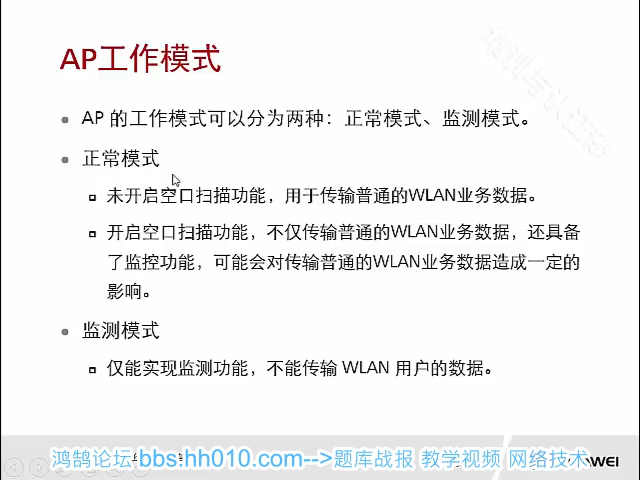 AP工作模式
AP 的工作模式可以分为两种：正常模式、监测模式。
正常模式
未开启空口扫描功能，用于传输普通的WLAN业务数据。
开启空口扫描功能，不仅传输普通的WLAN业务数据，还具备
了监控功能，可能会对传输普通的WLAN业务数据造成一定的
影响。
监测模式
仅能实现监测功能，不能传输 WLAN 用户的数据。
鸿鹄论坛 bbs.hh010.com-->题库战报 教学视频 网络技术